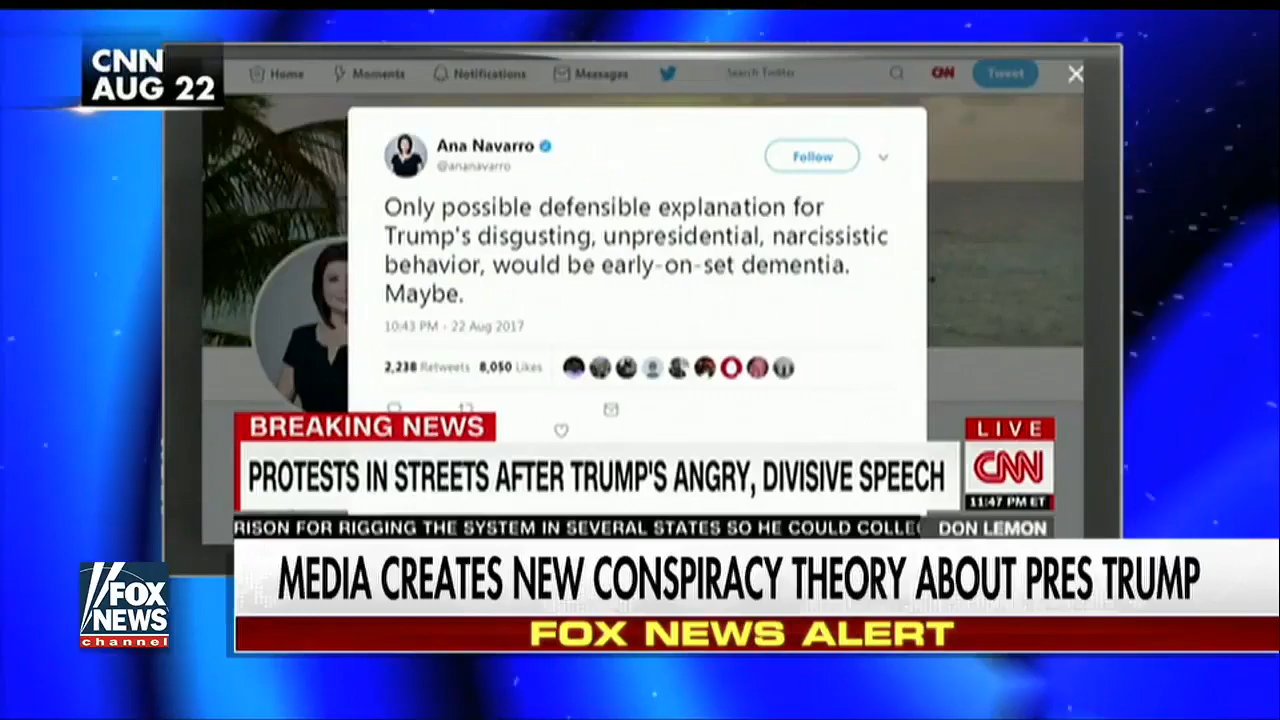 CNN
AUG 22
Home Moments Notifications Messages Search Twitter CNN Tweet
Ana Navarro
@ananavarro
Follow
Only possible defensible explanation for
Trump's disgusting, unpresidential, narcissistic
behavior, would be early-on-set dementia.
Maybe.
10:43 PM - 22 Aug 2017
2,238 Retweets 8,050 Likes
BREAKING NEWS
PROTESTS IN STREETS AFTER TRUMP'S ANGRY, DIVISIVE SPEECH
LIVE
CNN
11:47 PM ET
RISON FOR RIGGING THE SYSTEM IN SEVERAL STATES SO HE COULD COLLE
DON LEMON
MEDIA CREATES NEW CONSPIRACY THEORY ABOUT PRES TRUMP
FOX NEWS ALERT
FOX
NEWS
channel